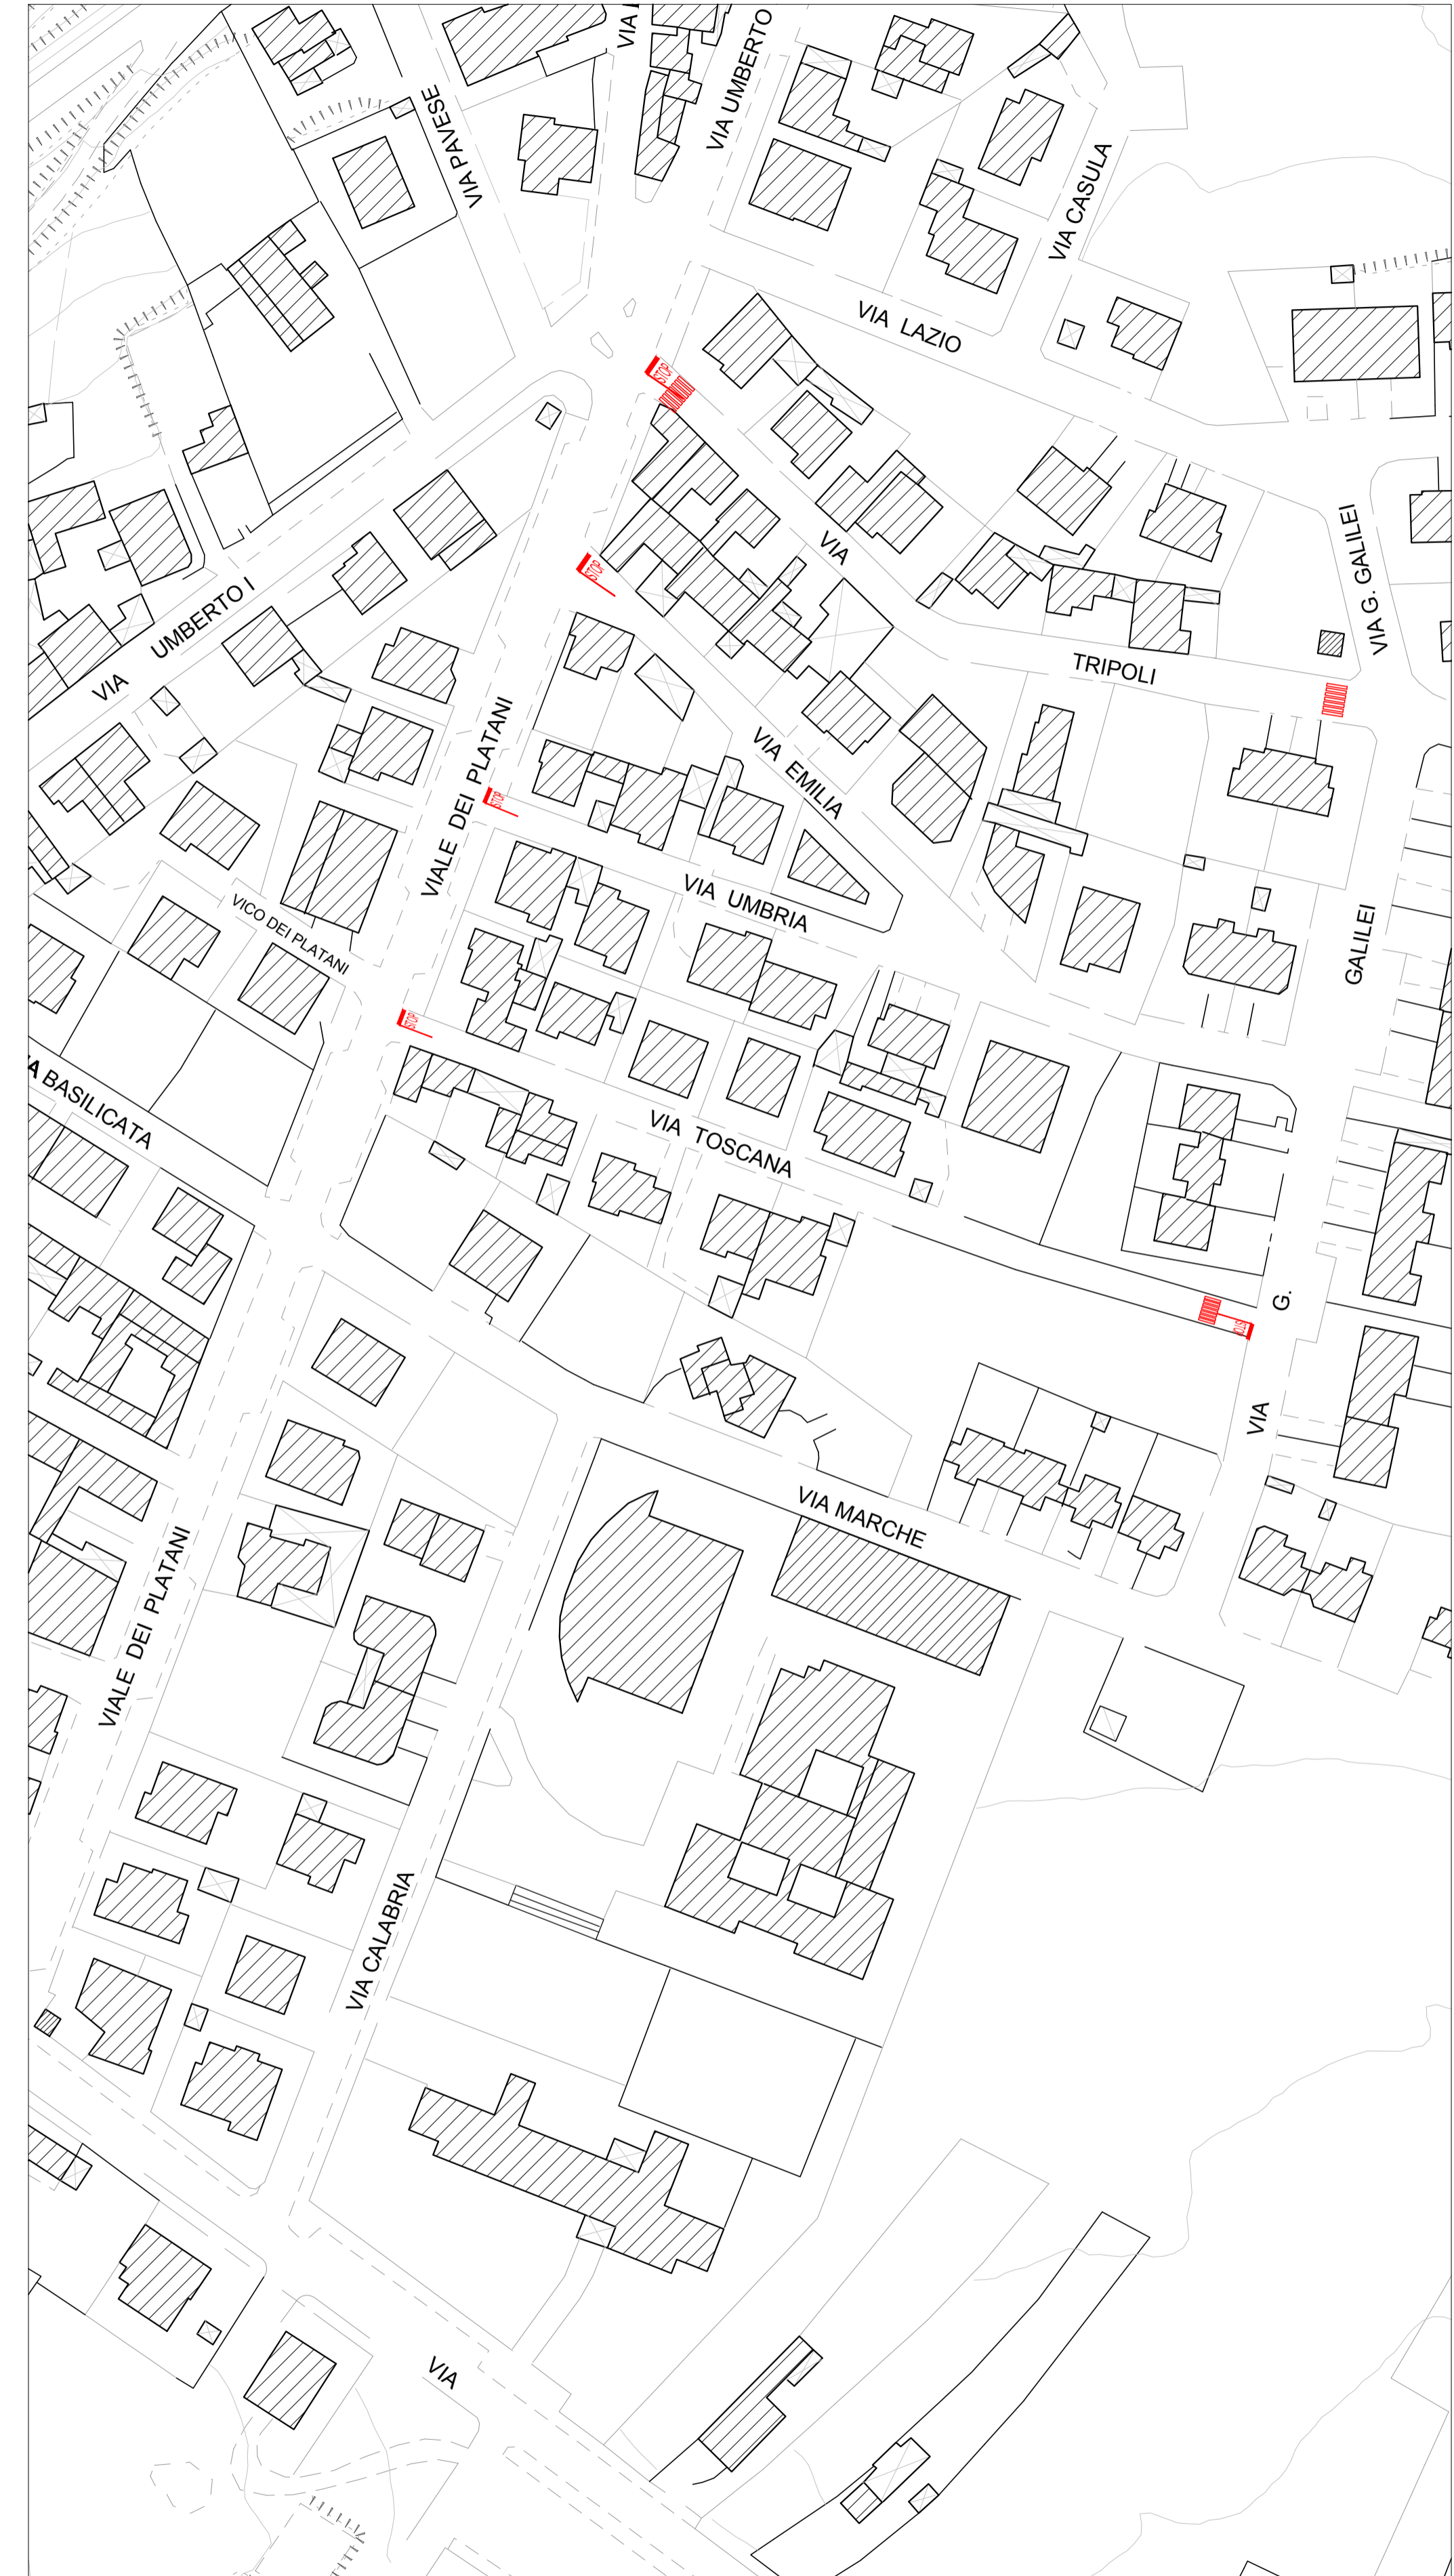 VIA
VIA UMBERTO
VIA PAVESE
VIA CASULA
VIA LAZIO
STOP
VIA
STOP
VIA G. GALILEI
VIA UMBERTO I
TRIPOLI
VIALE DEI PLATANI
VIA EMILIA
STOP
VIA UMBRIA
VICO DEI PLATANI
GALILEI
STOP
BASILICATA
VIA TOSCANA
G.
STOP
VIA
VIA MARCHE
VIALE DEI PLATANI
VIA CALABRIA
VIA